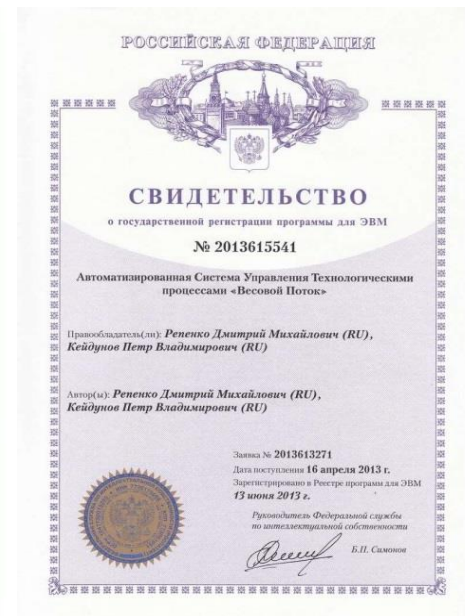 РОССИЙСКАЯ ФЕДЕРАЦИЯ
СВИДЕТЕЛЬСТВО
о государственной регистрации программы для ЭВМ
№ 2013615541
Автоматизированная Система Управления Технологическими
процессами «Весовой Поток»
Правообладатель(ли): Репенко Дмитрий Михайлович (RU),
Кейдунов Петр Владимирович (RU)
Автор(ы): Репенко Дмитрий Михайлович (RU),
Кейдунов Петр Владимирович (RU)
Заявка № 2013613271
Дата поступления 16 апреля 2013 г.
Зарегистрировано в Реестре программ для ЭВМ
13 июня 2013 г.
Руководитель Федеральной службы
по интеллектуальной собственности
Б.П. Симонов